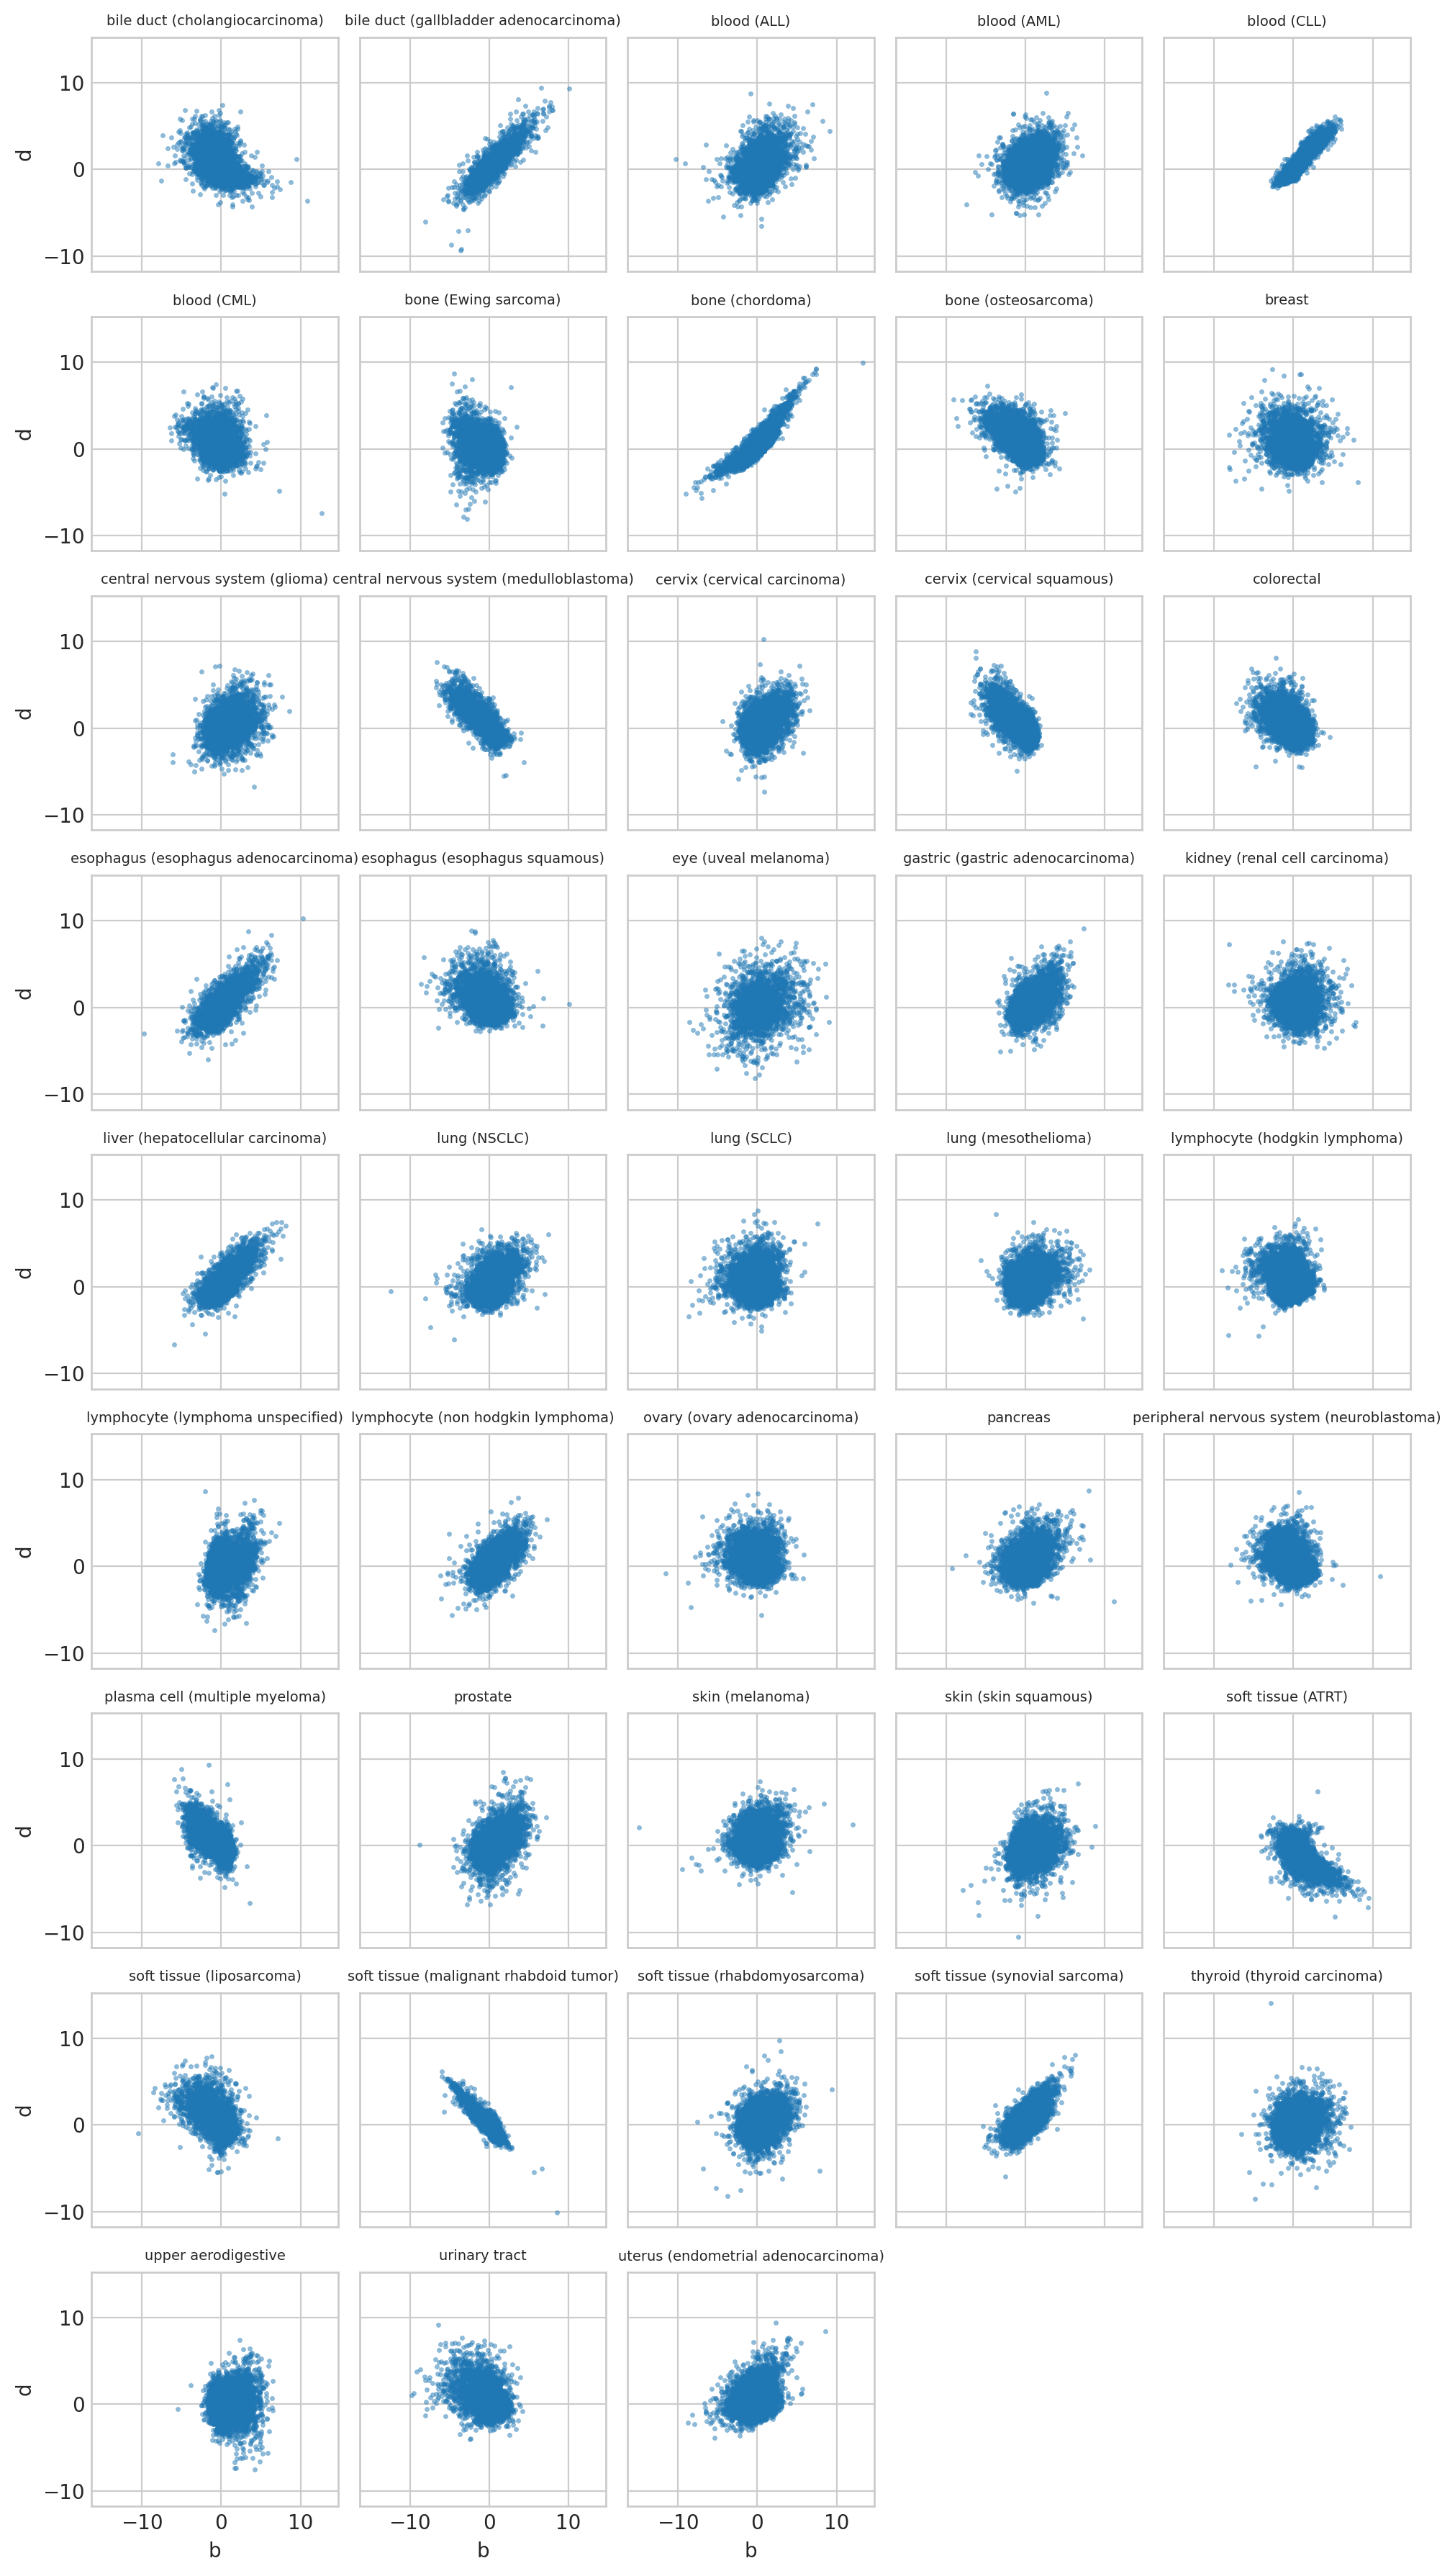 bile duct (cholangiocarcinoma) bile duct (gallbladder adenocarcinoma) blood (ALL) blood (AML) blood (CLL)
10
0
−10
d
blood (CML) bone (Ewing sarcoma) bone (chordoma) bone (osteosarcoma) breast
10
0
−10
d
central nervous system (glioma) central nervous system (medulloblastoma) cervix (cervical carcinoma) cervix (cervical squamous) colorectal
10
0
−10
d
esophagus (esophagus adenocarcinoma) esophagus (esophagus squamous) eye (uveal melanoma) gastric (gastric adenocarcinoma) kidney (renal cell carcinoma)
10
0
−10
d
liver (hepatocellular carcinoma) lung (NSCLC) lung (SCLC) lung (mesothelioma) lymphocyte (hodgkin lymphoma)
10
0
−10
d
lymphocyte (lymphoma unspecified) lymphocyte (non hodgkin lymphoma) ovary (ovary adenocarcinoma) pancreas peripheral nervous system (neuroblastoma)
10
0
−10
d
plasma cell (multiple myeloma) prostate skin (melanoma) skin (skin squamous) soft tissue (ATRT)
10
0
−10
d
soft tissue (liposarcoma) soft tissue (malignant rhabdoid tumor) soft tissue (rhabdomyosarcoma) soft tissue (synovial sarcoma) thyroid (thyroid carcinoma)
10
0
−10
d
upper aerodigestive urinary tract uterus (endometrial adenocarcinoma)
10
0
−10
d
−10 0 10 −10 0 10 −10 0 10
b b b